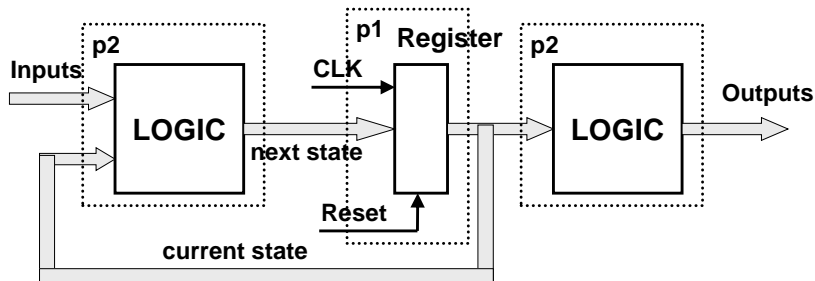 p2
Inputs
LOGIC
next state
p1
Register
CLK
Reset
p2
LOGIC
Outputs
current state